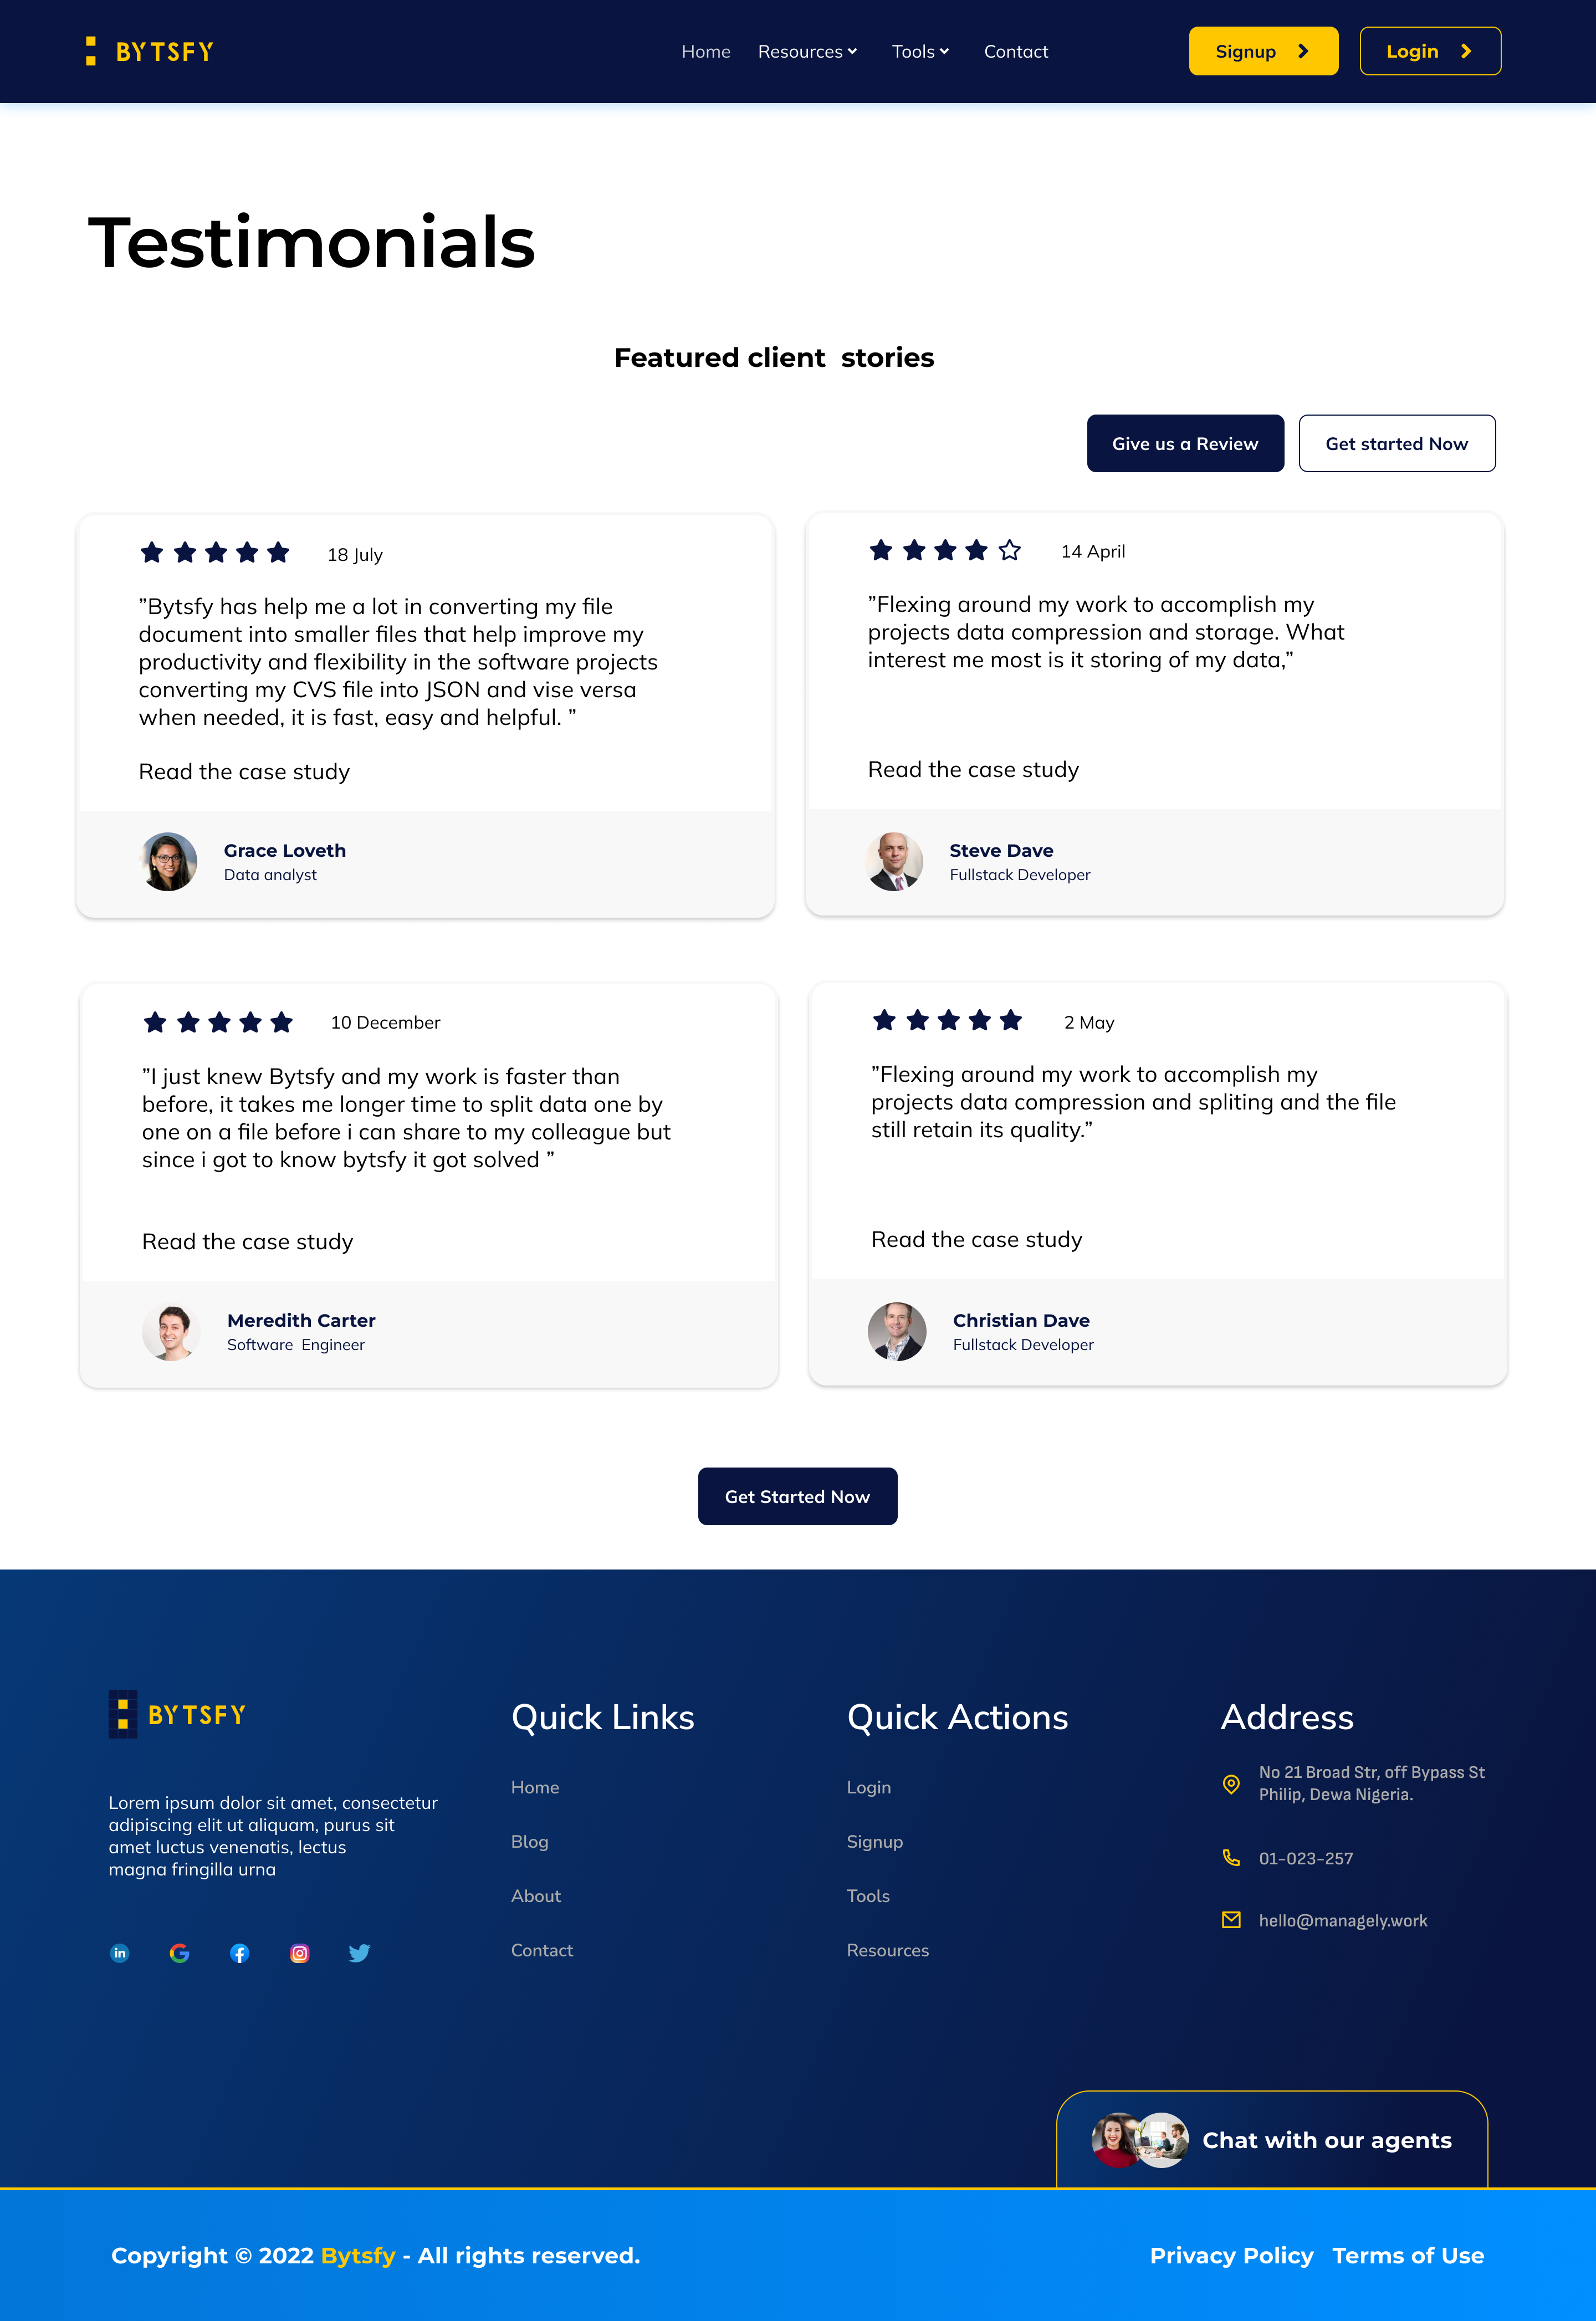 BYTSFY
Home Resources Tools Contact
Signup
Login
Testimonials
Featured client stories
Give us a Review
Get started Now
18 July
”Bytsfy has help me a lot in converting my file
document into smaller files that help improve my
productivity and flexibility in the software projects
converting my CVS file into JSON and vise versa
when needed, it is fast, easy and helpful. ”
Read the case study
Grace Loveth
Data analyst
14 April
”Flexing around my work to accomplish my
projects data compression and storage. What
interest me most is it storing of my data,”
Read the case study
Steve Dave
Fullstack Developer
10 December
”I just knew Bytsfy and my work is faster than
before, it takes me longer time to split data one by
one on a file before i can share to my colleague but
since i got to know bytsfy it got solved ”
Read the case study
Meredith Carter
Software Engineer
2 May
”Flexing around my work to accomplish my
projects data compression and spliting and the file
still retain its quality.”
Read the case study
Christian Dave
Fullstack Developer
Get Started Now
BYTSFY
Lorem ipsum dolor sit amet, consectetur
adipiscing elit ut aliquam, purus sit
amet luctus venenatis, lectus
magna fringilla urna
in
Quick Links
Home
Blog
About
Contact
Quick Actions
Login
Signup
Tools
Resources
Address
No 21 Broad Str, off Bypass St
Philip, Dewa Nigeria.
01-023-257
hello@managely.work
Chat with our agents
Copyright © 2022 Bytsfy - All rights reserved.
Privacy Policy Terms of Use